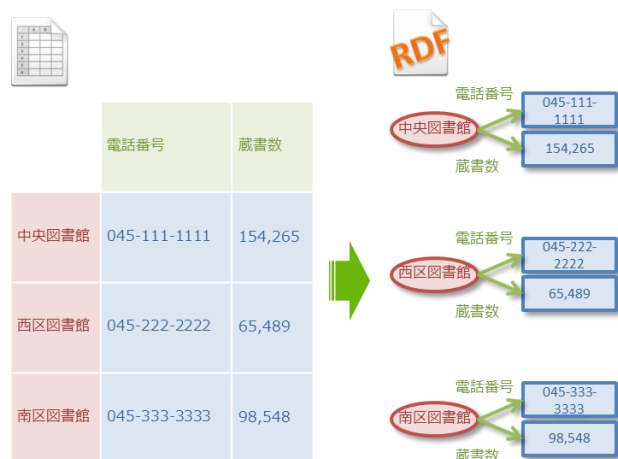 電話番号 蔵書数
中央図書館 045-111-1111 154,265
西区図書館 045-222-2222 65,489
南区図書館 045-333-3333 98,548
RDF
電話番号
045-111-
1111
中央図書館
154,265
蔵書数
電話番号
045-222-
2222
西区図書館
65,489
蔵書数
電話番号
045-333-
3333
南区図書館
98,548
蔵書数